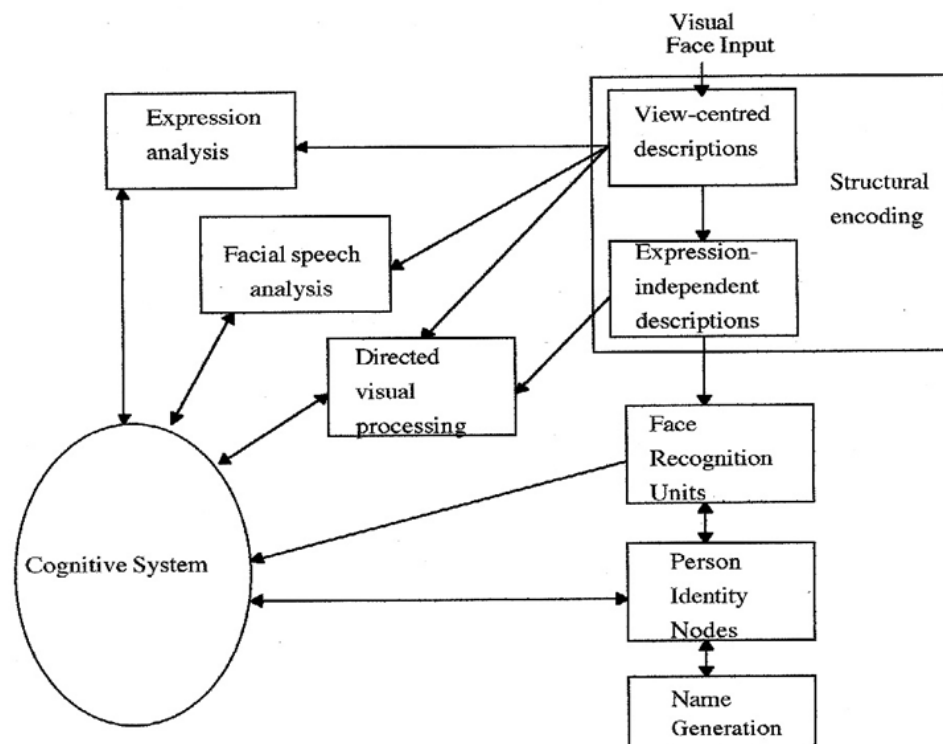 Visual
Face Input
Expression
analysis
View-centred
descriptions
Structural
encoding
Facial speech
analysis
Expression-
independent
descriptions
Directed
visual
processing
Face
Recognition
Units
Cognitive System
Person
Identity
Nodes
Name
Generation